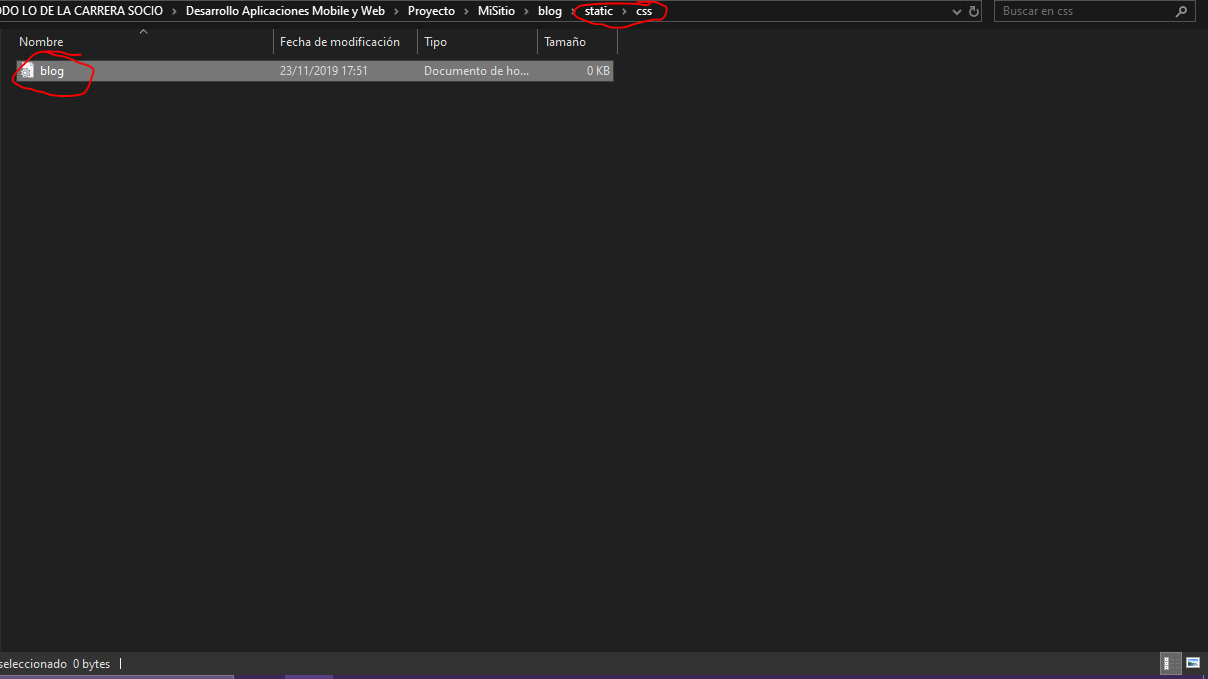 ODO LO DE LA CARRERA SOCIO > Desarrollo Aplicaciones Mobile y Web > Proyecto > MiSitio > blog > static > css Buscar en css
Nombre Fecha de modificación Tipo Tamaño
blog 23/11/2019 17:51 Documento de ho... 0 KB
seleccionado 0 bytes